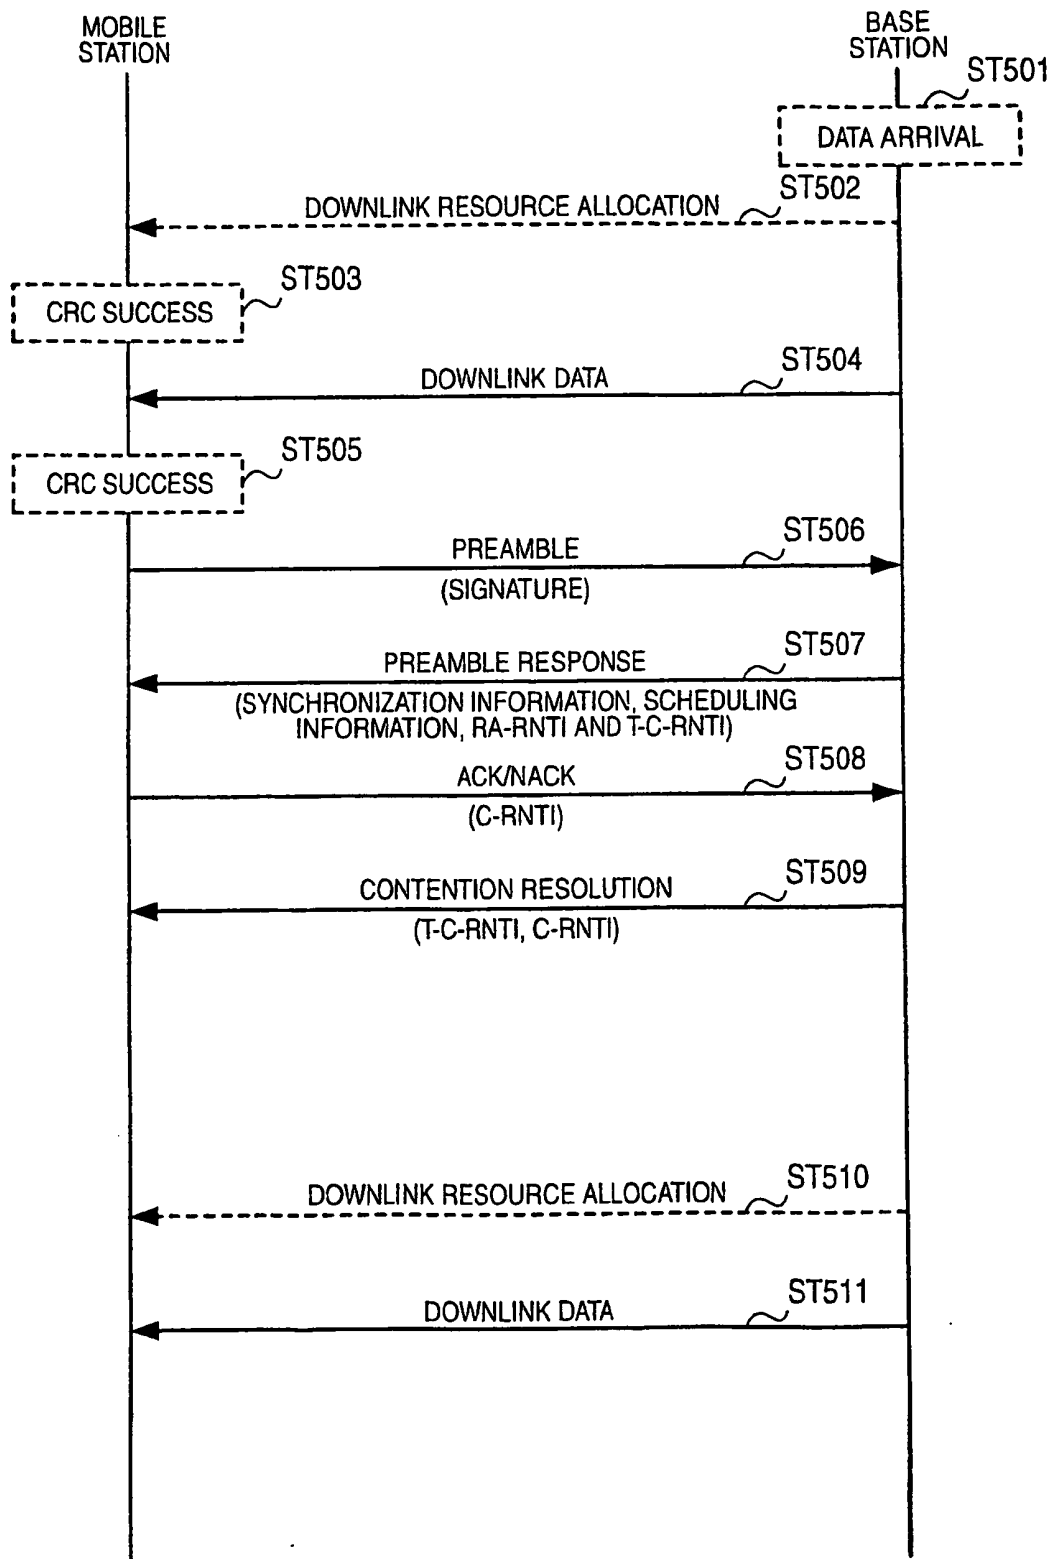 MOBILE
STATION
BASE
STATION
ST501
DATA ARRIVAL
ST502
DOWNLINK RESOURCE ALLOCATION
ST503
CRC SUCCESS
ST504
DOWNLINK DATA
ST505
CRC SUCCESS
ST506
PREAMBLE
(SIGNATURE)
ST507
PREAMBLE RESPONSE
(SYNCHRONIZATION INFORMATION, SCHEDULING
INFORMATION, RA-RNTI AND T-C-RNTI)
ST508
ACK/NACK
(C-RNTI)
ST509
CONTENTION RESOLUTION
(T-C-RNTI, C-RNTI)
ST510
DOWNLINK RESOURCE ALLOCATION
ST511
DOWNLINK DATA